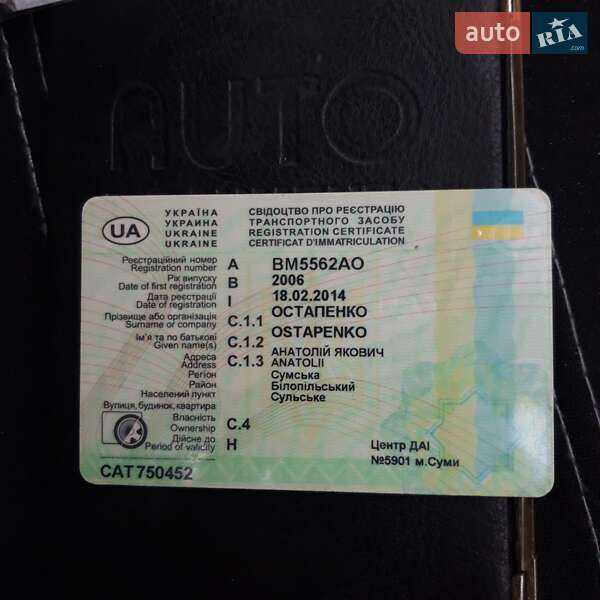 auto RIA .com
AUTO
UA
УКРАЇНА
УКРАИНА
UKRAINE
UKRAINE
СВІДОЦТВО ПРО РЕЄСТРАЦІЮ
ТРАНСПОРТНОГО ЗАСОБУ
REGISTRATION CERTIFICATE
CERTIFICAT D'IMMATRICULATION
Реєстраційний номер
Registration number A BM5562AO
Рік випуску B 2006
Date of first registration
Дата реєстрації I 18.02.2014
Date of registration
Прізвище або організація C.1.1 ОСТАПЕНКО
Surname or company OSTAPENKO
Ім'я та по батькові C.1.2
Given name(s) АНАТОЛІЙ ЯКОВИЧ
Адреса C.1.3 ANATOLII
Address
Регіон Сумська
Район Білопільський
Населений пункт Сульське
Вулиця, будинок, квартира
Власність C.4
Ownership
Дійсне до H
Period of validity
Центр ДАІ
№5901 м.Суми
САТ750452